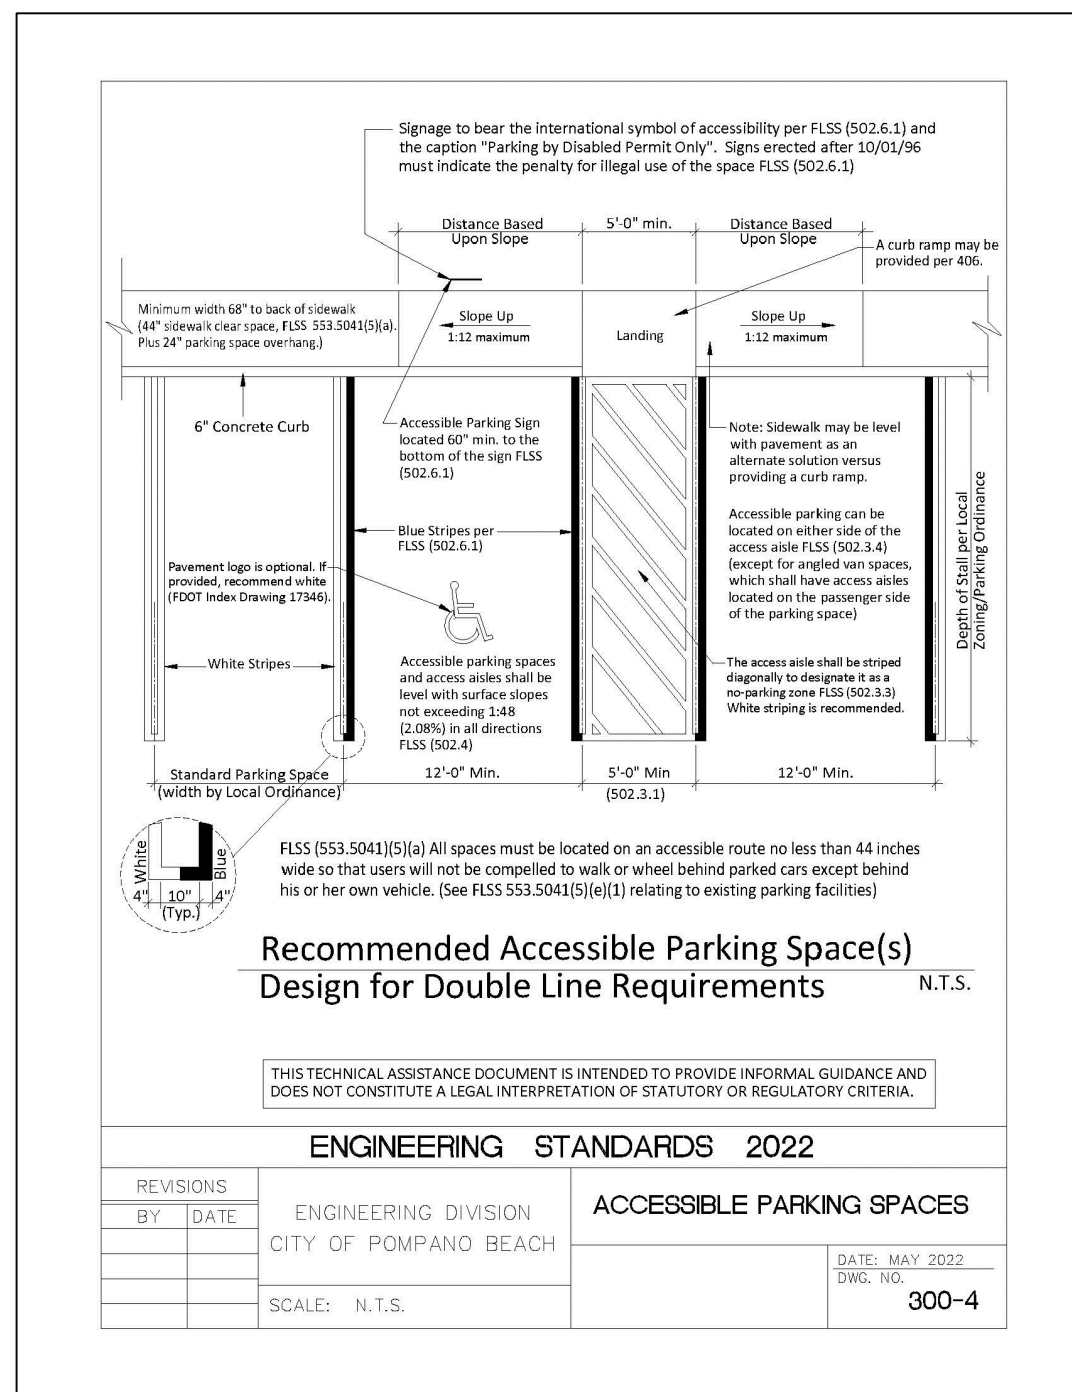 Signage to bear the international symbol of accessibility per FLSS (502.6.1) and
the caption "Parking by Disabled Permit Only". Signs erected after 10/01/96
must indicate the penalty for illegal use of the space FLSS (502.6.1)
Distance Based
Upon Slope
5'-0" min.
Distance Based
Upon Slope
A curb ramp may be
provided per 406.
Minimum width 68" to back of sidewalk
(44" sidewalk clear space, FLSS 553.5041(5)(a).
Plus 24" parking space overhang.)
Slope Up
1:12 maximum
Landing
Slope Up
1:12 maximum
6" Concrete Curb
Accessible Parking Sign
located 60" min. to the
bottom of the sign FLSS
(502.6.1)
Note: Sidewalk may be level
with pavement as an
alternate solution versus
providing a curb ramp.
Accessible parking can be
located on either side of the
access aisle FLSS (502.3.4)
(except for angled van spaces,
which shall have access aisles
located on the passenger side
of the parking space)
Depth of Stall per Local
Zoning/Parking Ordinance
Blue Stripes per
FLSS (502.6.1)
Pavement logo is optional. If
provided, recommend white
(FDOT Index Drawing 17346).
White Stripes
Accessible parking spaces
and access aisles shall be
level with surface slopes
not exceeding 1:48
(2.08%) in all directions
FLSS (502.4)
The access aisle shall be striped
diagonally to designate it as a
no-parking zone FLSS (502.3.3)
White striping is recommended.
Standard Parking Space
(width by Local Ordinance)
12'-0" Min.
5'-0" Min
(502.3.1)
12'-0" Min.
White
Blue
4" 10" 4"
(Typ.)
FLSS (553.5041)(5)(a) All spaces must be located on an accessible route no less than 44 inches
wide so that users will not be compelled to walk or wheel behind parked cars except behind
his or her own vehicle. (See FLSS 553.5041(5)(e)(1) relating to existing parking facilities)
Recommended Accessible Parking Space(s)
Design for Double Line Requirements
N.T.S.
THIS TECHNICAL ASSISTANCE DOCUMENT IS INTENDED TO PROVIDE INFORMAL GUIDANCE AND
DOES NOT CONSTITUTE A LEGAL INTERPRETATION OF STATUTORY OR REGULATORY CRITERIA.
ENGINEERING STANDARDS 2022
REVISIONS
BY DATE
ENGINEERING DIVISION
CITY OF POMPANO BEACH
SCALE: N.T.S.
ACCESSIBLE PARKING SPACES
DATE: MAY 2022
DWG. NO.
300-4